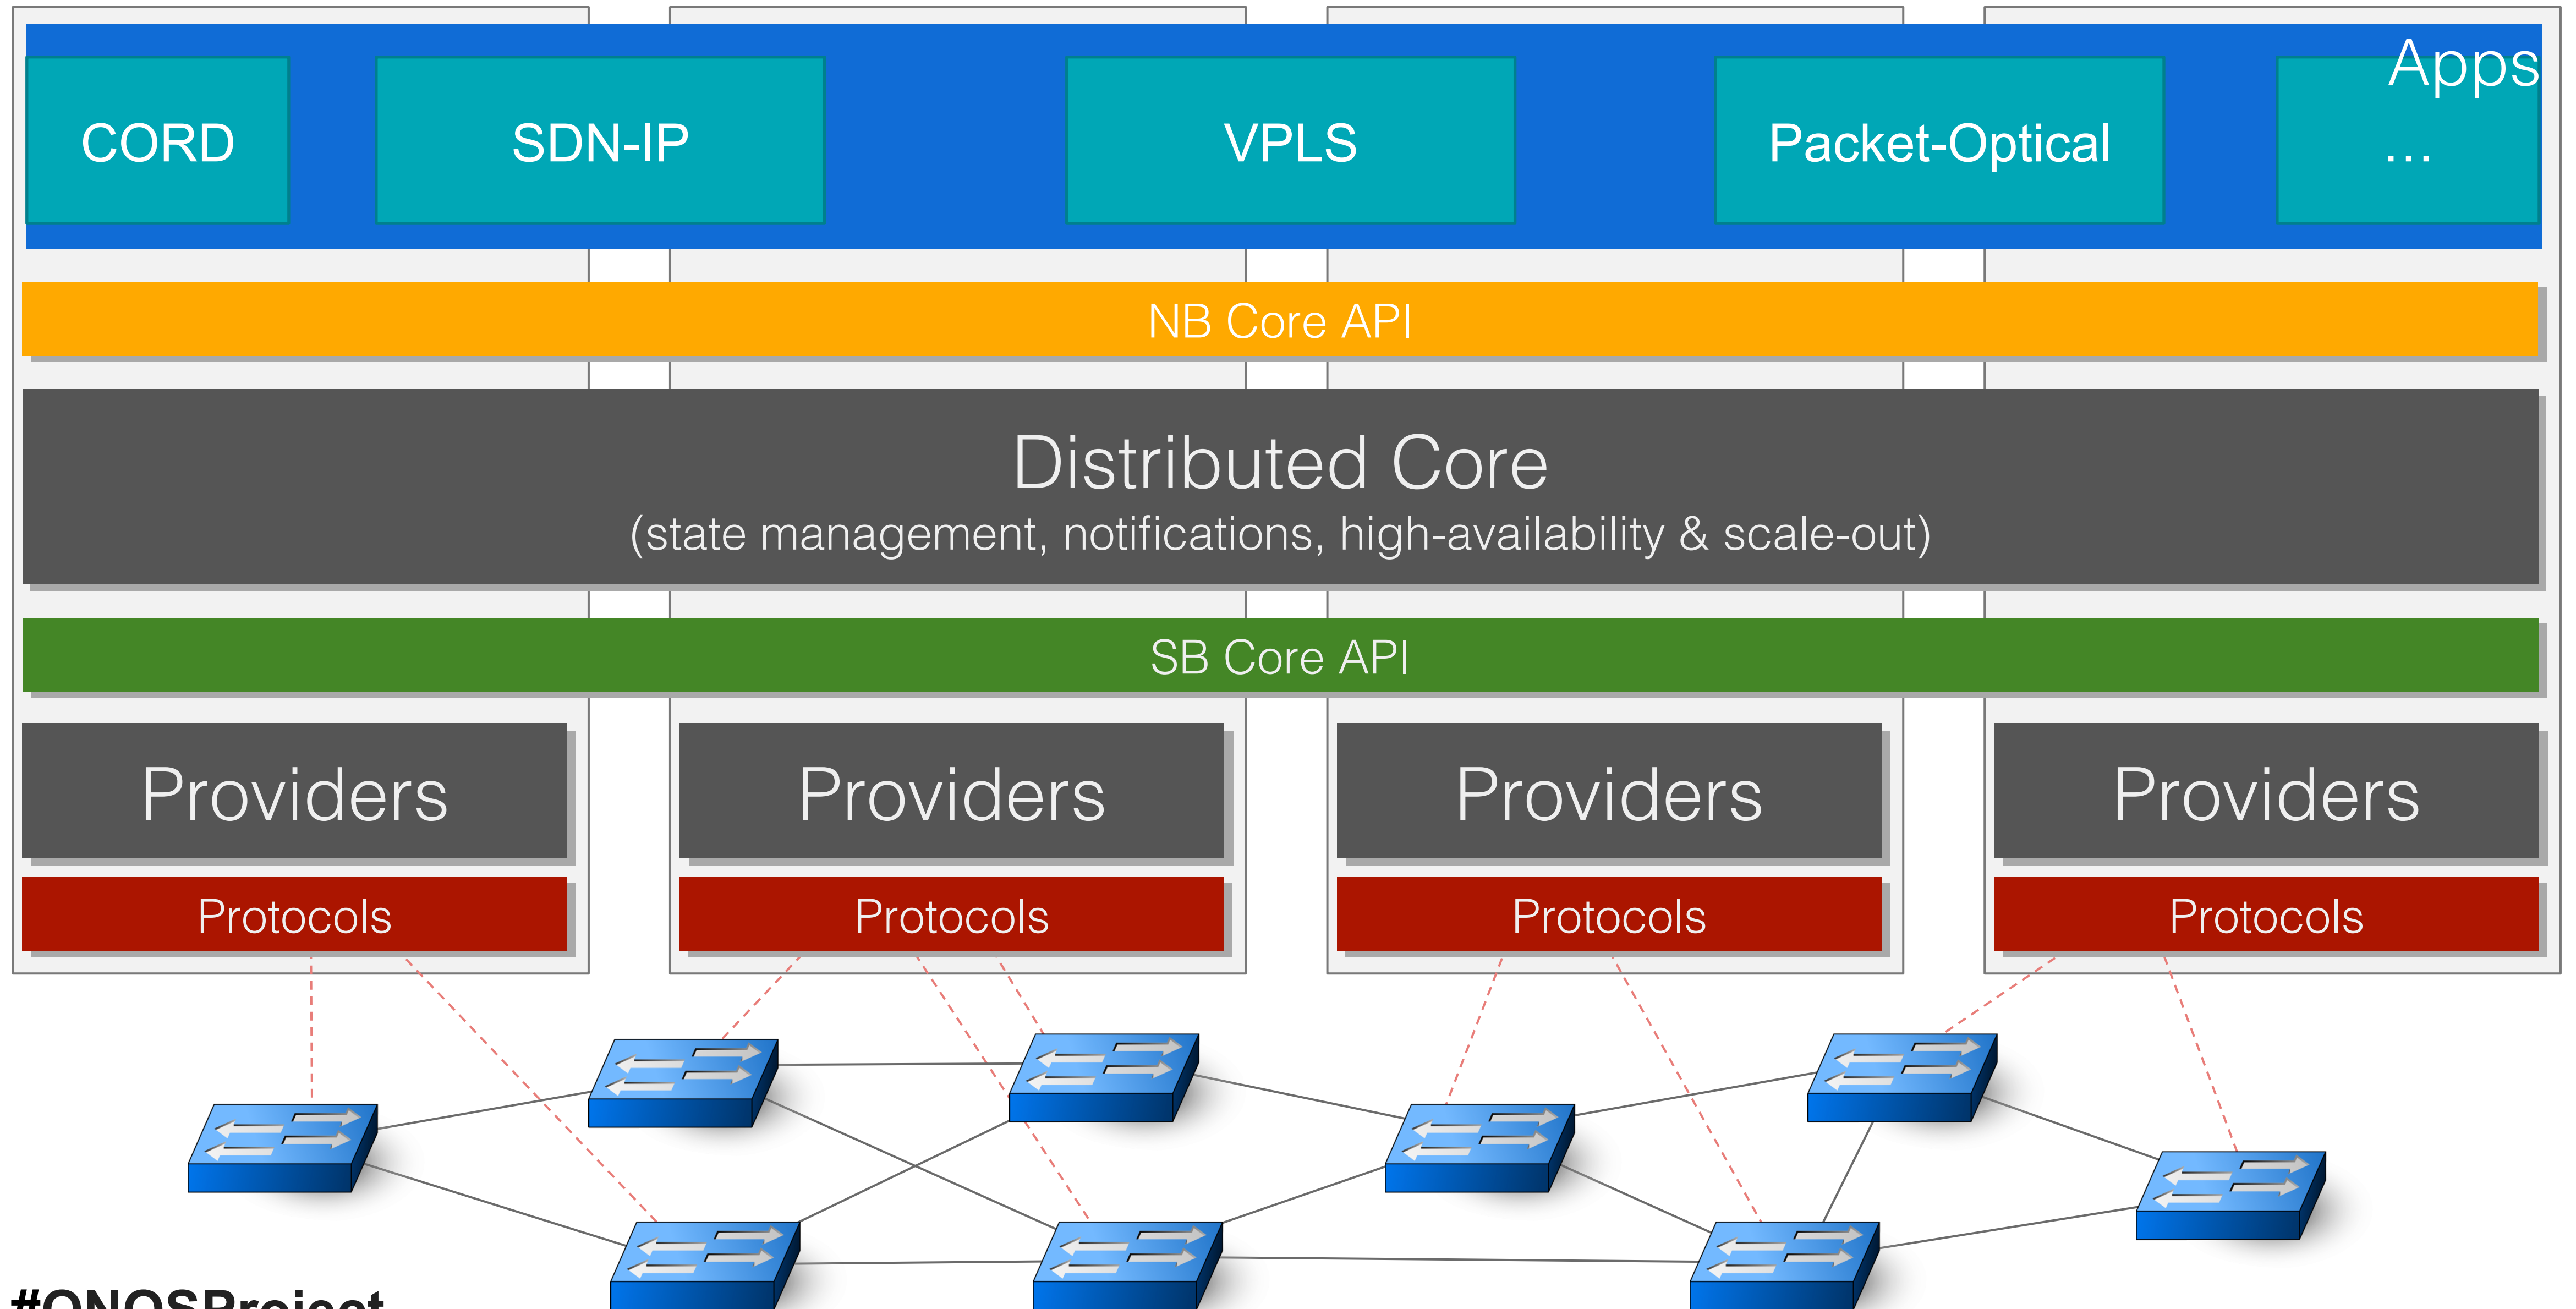 Apps
CORD
SDN-IP
VPLS
Packet-Optical
...
NB Core API
Distributed Core
(state management, notifications, high-availability & scale-out)
SB Core API
Providers
Providers
Providers
Providers
Protocols
Protocols
Protocols
Protocols
#ONOSProject